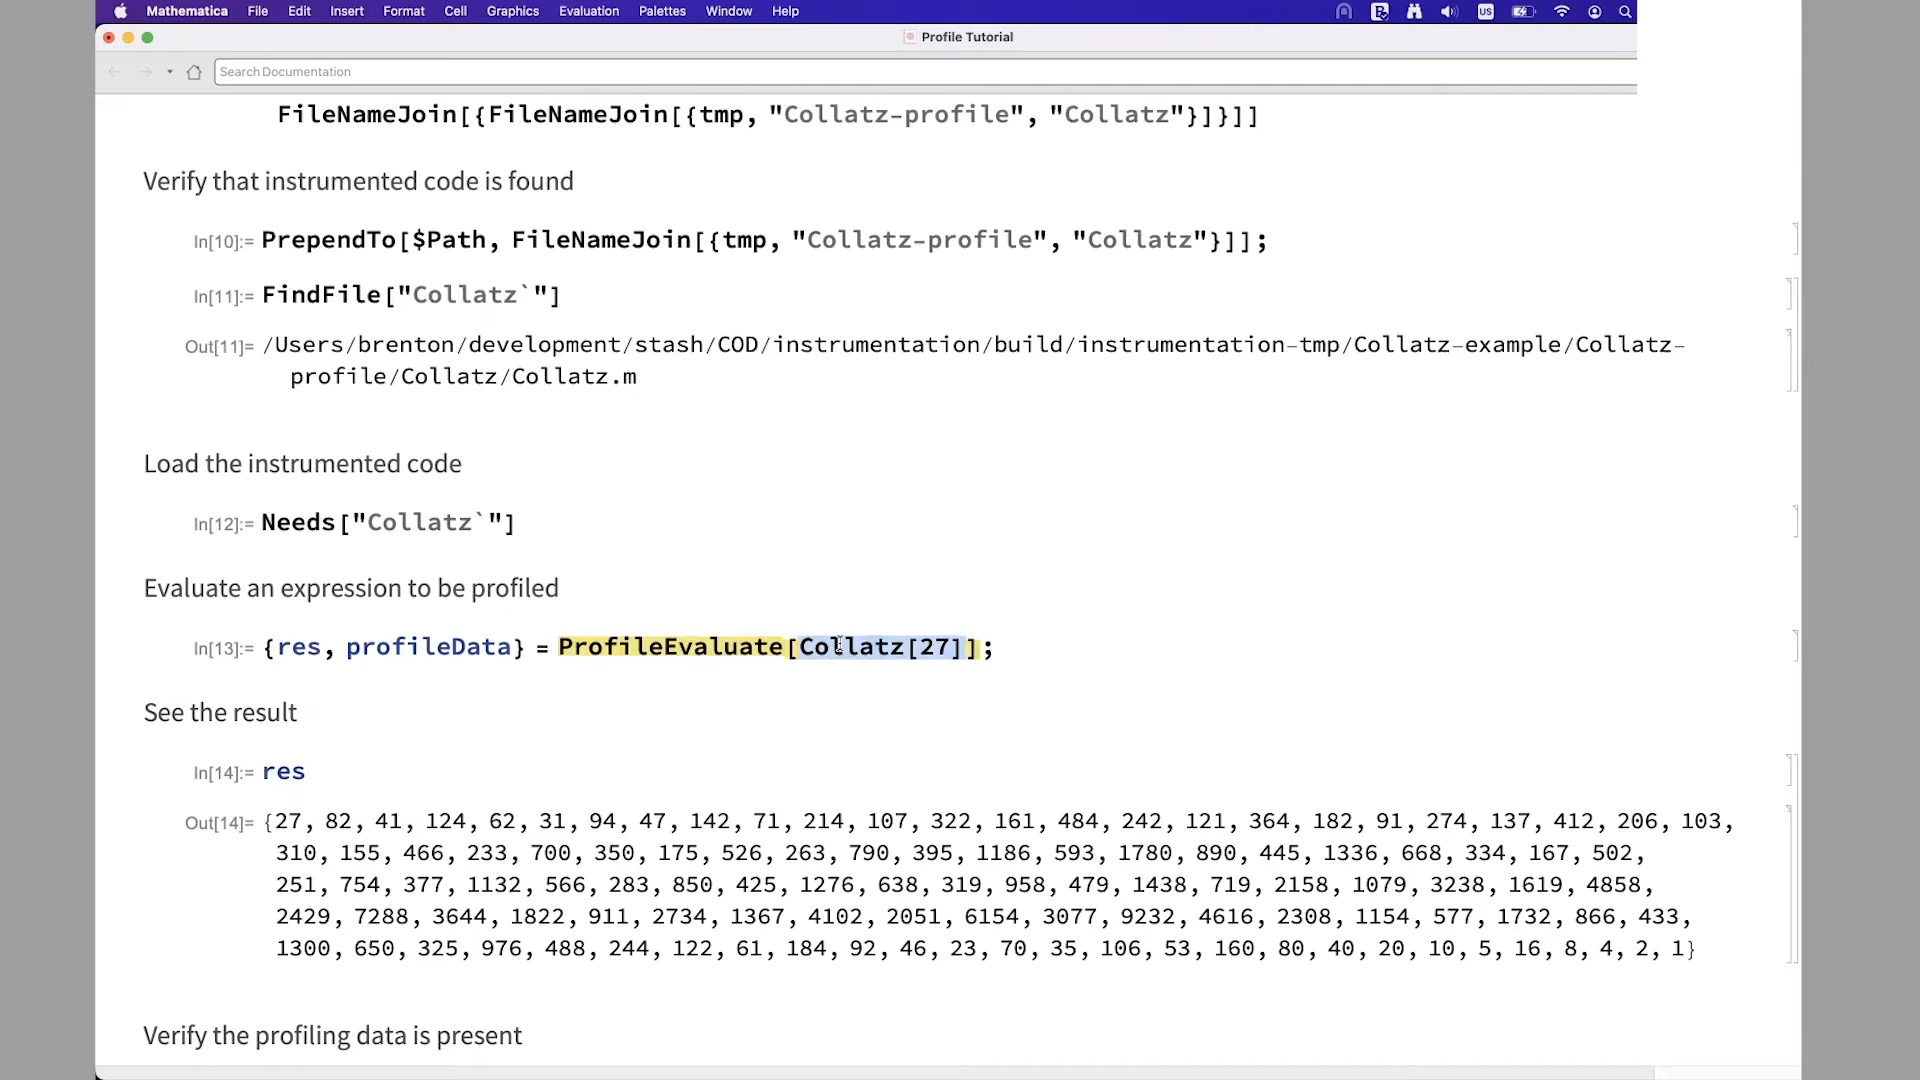 Mathematica File Edit Insert Format Cell Graphics Evaluation Palettes Window Help US
Profile Tutorial
Search Documentation
FileNameJoin[{FileNameJoin[{tmp, "Collatz-profile", "Collatz"}]}]]
Verify that instrumented code is found
In[10]:= PrependTo[$Path, FileNameJoin[{tmp, "Collatz-profile", "Collatz"}]];
In[11]:= FindFile["Collatz`"]
Out[11]= /Users/brenton/development/stash/COD/instrumentation/build/instrumentation-tmp/Collatz-example/Collatz-
profile/Collatz/Collatz.m
Load the instrumented code
In[12]:= Needs["Collatz`"]
Evaluate an expression to be profiled
In[13]:= {res, profileData} = ProfileEvaluate[Collatz[27]];
See the result
In[14]:= res
Out[14]= {27, 82, 41, 124, 62, 31, 94, 47, 142, 71, 214, 107, 322, 161, 484, 242, 121, 364, 182, 91, 274, 137, 412, 206, 103,
310, 155, 466, 233, 700, 350, 175, 526, 263, 790, 395, 1186, 593, 1780, 890, 445, 1336, 668, 334, 167, 502,
251, 754, 377, 1132, 566, 283, 850, 425, 1276, 638, 319, 958, 479, 1438, 719, 2158, 1079, 3238, 1619, 4858,
2429, 7288, 3644, 1822, 911, 2734, 1367, 4102, 2051, 6154, 3077, 9232, 4616, 2308, 1154, 577, 1732, 866, 433,
1300, 650, 325, 976, 488, 244, 122, 61, 184, 92, 46, 23, 70, 35, 106, 53, 160, 80, 40, 20, 10, 5, 16, 8, 4, 2, 1}
Verify the profiling data is present